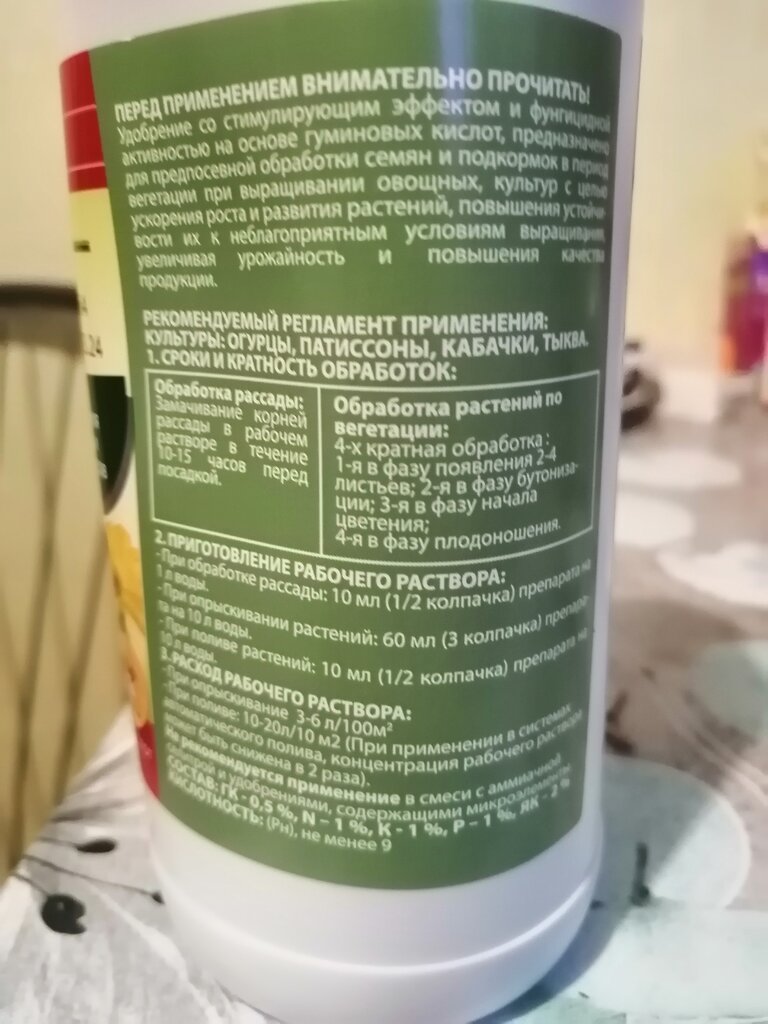 ПЕРЕД ПРИМЕНЕНИЕМ ВНИМАТЕЛЬНО ПРОЧИТАТЬ!
Удобрение со стимулирующим эффектом и фунгицидной
активностью на основе гуминовых кислот, предназначено
для предпосевной обработки семян и подкормок в период
вегетации при выращивании овощных, культур с целью
ускорения роста и развития растений, повышения устойчи-
вости их к неблагоприятным условиям выращивания,
увеличивая урожайность и повышения качества
продукции.
РЕКОМЕНДУЕМЫЙ РЕГЛАМЕНТ ПРИМЕНЕНИЯ:
КУЛЬТУРЫ: ОГУРЦЫ, ПАТИССОНЫ, КАБАЧКИ, ТЫКВА.
1. СРОКИ И КРАТНОСТЬ ОБРАБОТОК:
Обработка рассады:
Замачивание корней
рассады в рабочем
растворе в течение
10-15 часов перед
посадкой.
Обработка растений по
вегетации:
4-х кратная обработка:
1-я в фазу появления 2-4
листьев; 2-я в фазу бутониза-
ции; 3-я в фазу начала
цветения;
4-я в фазу плодоношения.
2. ПРИГОТОВЛЕНИЕ РАБОЧЕГО РАСТВОРА:
- При обработке рассады: 10 мл (1/2 колпачка) препарата на
1 л воды.
- При опрыскивании растений: 60 мл (3 колпачка) препара-
та на 10 л воды.
- При поливе растений: 10 мл (1/2 колпачка) препарата на
10 л воды.
3. РАСХОД РАБОЧЕГО РАСТВОРА:
- При опрыскивание 3-6 л/100м²
- При поливе: 10-20л/10 м2 (При применении в системах
автоматического полива, концентрация рабочего раствора
может быть снижена в 2 раза).
Не рекомендуется применение в смеси с аммиачной
селитрой и удобрениями, содержащими микроэлементы.
СОСТАВ: ГК - 0,5 %, N – 1 %, K - 1 %, P – 1 %, ЯК – 2 %
КИСЛОТНОСТЬ: (Рн), не менее 9